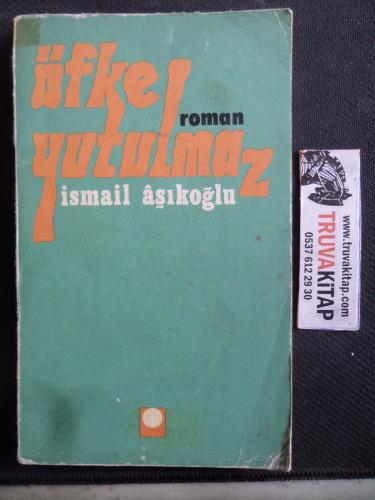 öfke
roman
yutulmaz
ismail âşıkoğlu
www.truvakitap.com
TRUVAKİTAP
0537 612 29 30